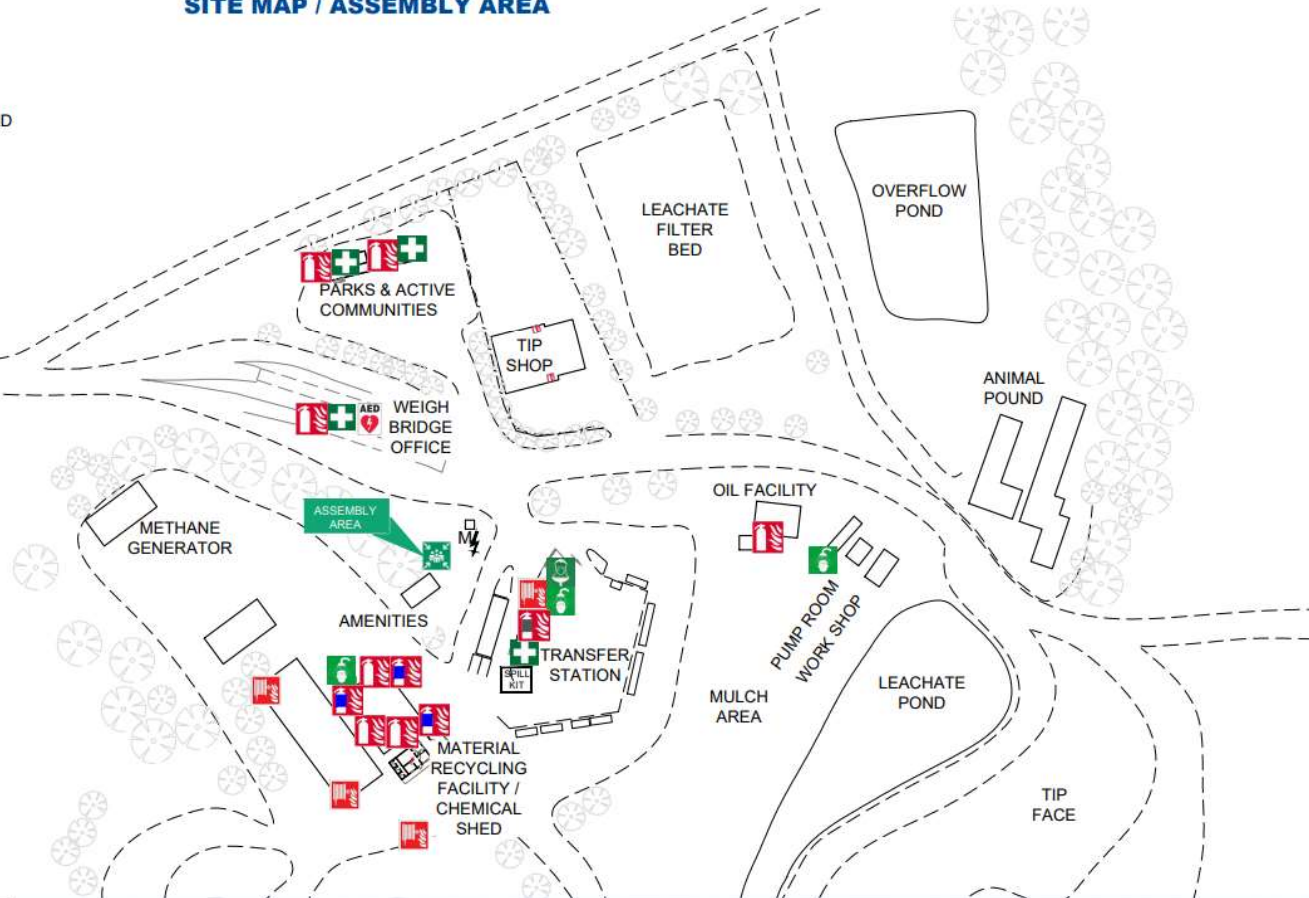 SITE MAP / ASSEMBLY AREA
D
OVERFLOW
POND
LEACHATE
FILTER
BED
PARKS & ACTIVE
COMMUNITIES
TIP
SHOP
ANIMAL
POUND
AED
WEIGH
BRIDGE
OFFICE
OIL FACILITY
ASSEMBLY
AREA
METHANE
GENERATOR
M
AMENITIES
PUMP ROOM
WORK SHOP
TRANSFER
STATION
SPILL
KIT
MULCH
AREA
LEACHATE
POND
MATERIAL
RECYCLING
FACILITY /
CHEMICAL
SHED
TIP
FACE